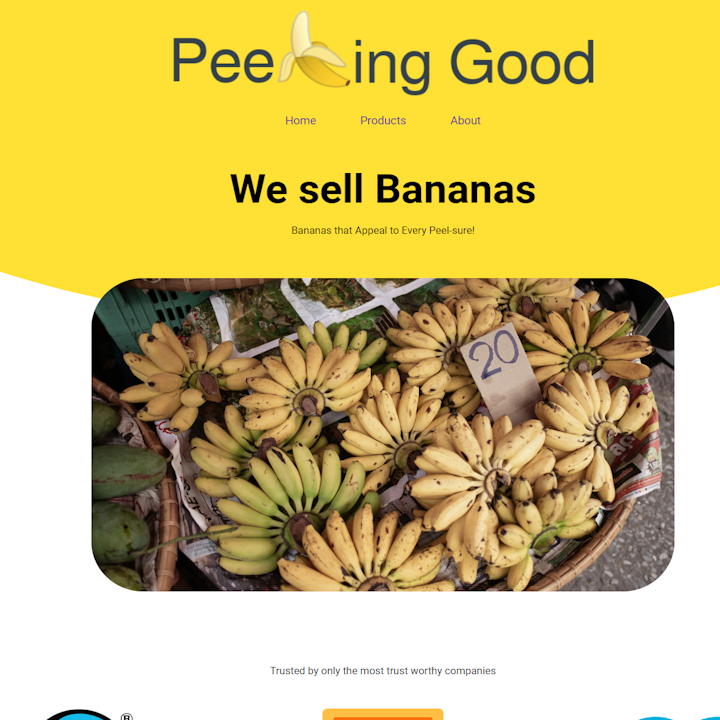 Pee ing Good
Home Products About
We sell Bananas
Bananas that Appeal to Every Peel-sure!
20
Trusted by only the most trust worthy companies
®